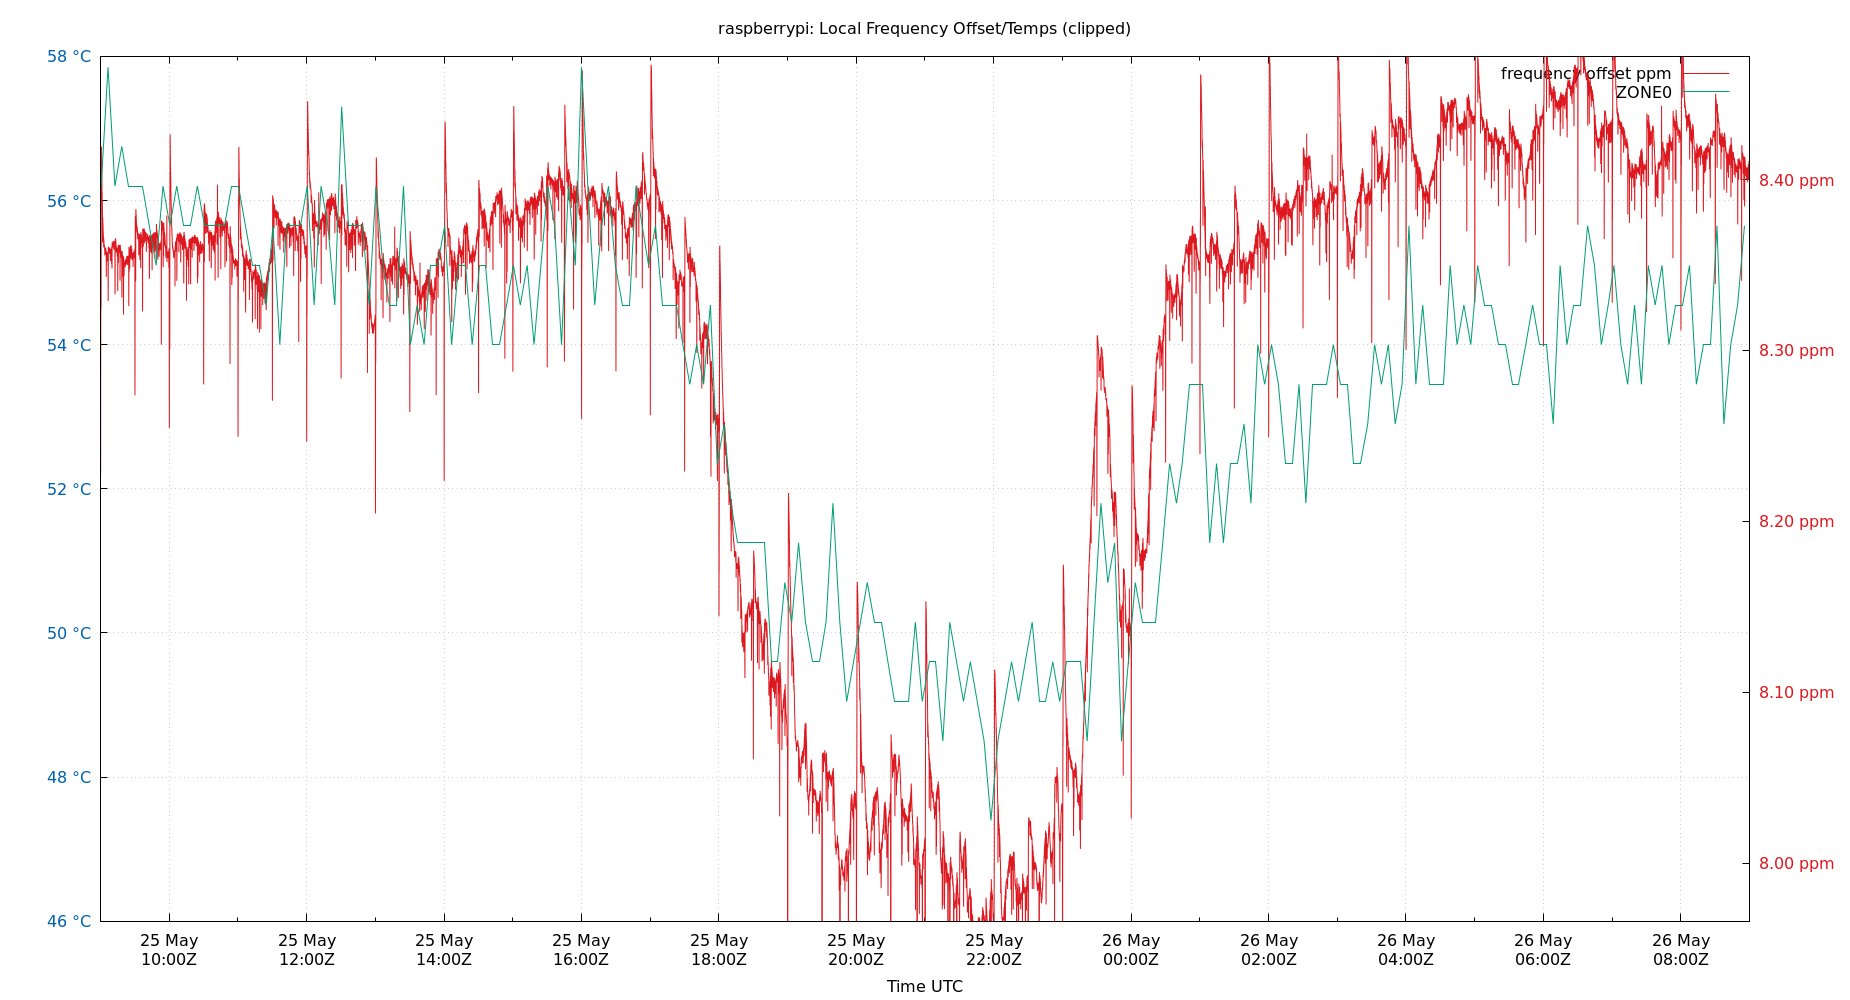 raspberrypi: Local Frequency Offset/Temps (clipped)
58 °C
56 °C
54 °C
52 °C
50 °C
48 °C
46 °C
frequency offset ppm
ZONE0
8.40 ppm
8.30 ppm
8.20 ppm
8.10 ppm
8.00 ppm
25 May 25 May 25 May 25 May 25 May 25 May 25 May 26 May 26 May 26 May 26 May 26 May
10:00Z 12:00Z 14:00Z 16:00Z 18:00Z 20:00Z 22:00Z 00:00Z 02:00Z 04:00Z 06:00Z 08:00Z
Time UTC